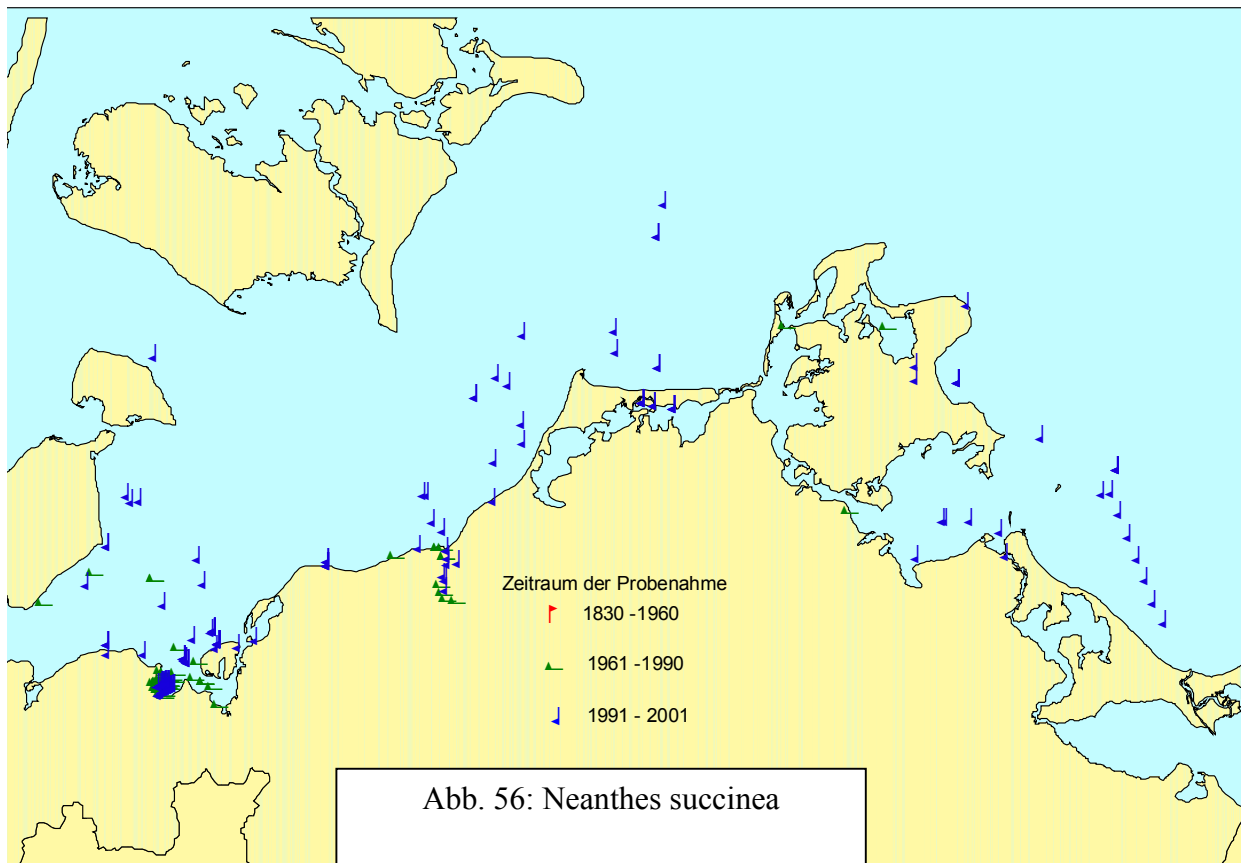 Zeitraum der Probenahme
1830 -1960
1961 -1990
1991 - 2001
Abb. 56: Neanthes succinea